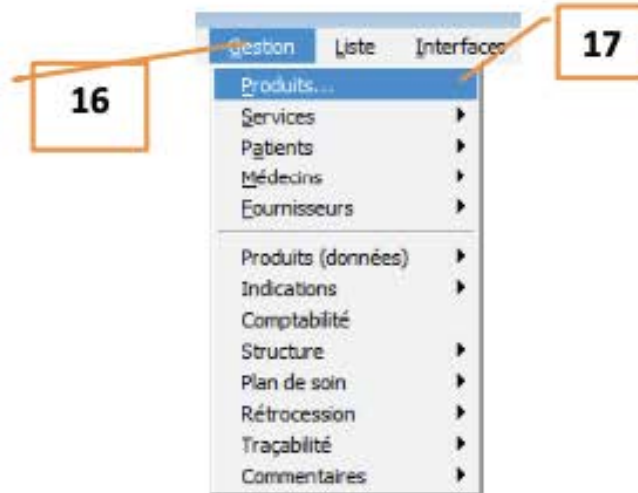 Gestion Liste Interfaces
17
16
Produits...
Services
Patients
Médecins
Fournisseurs
Produits (données)
Indications
Comptabilité
Structure
Plan de soin
Rétrocession
Traçabilité
Commentaires